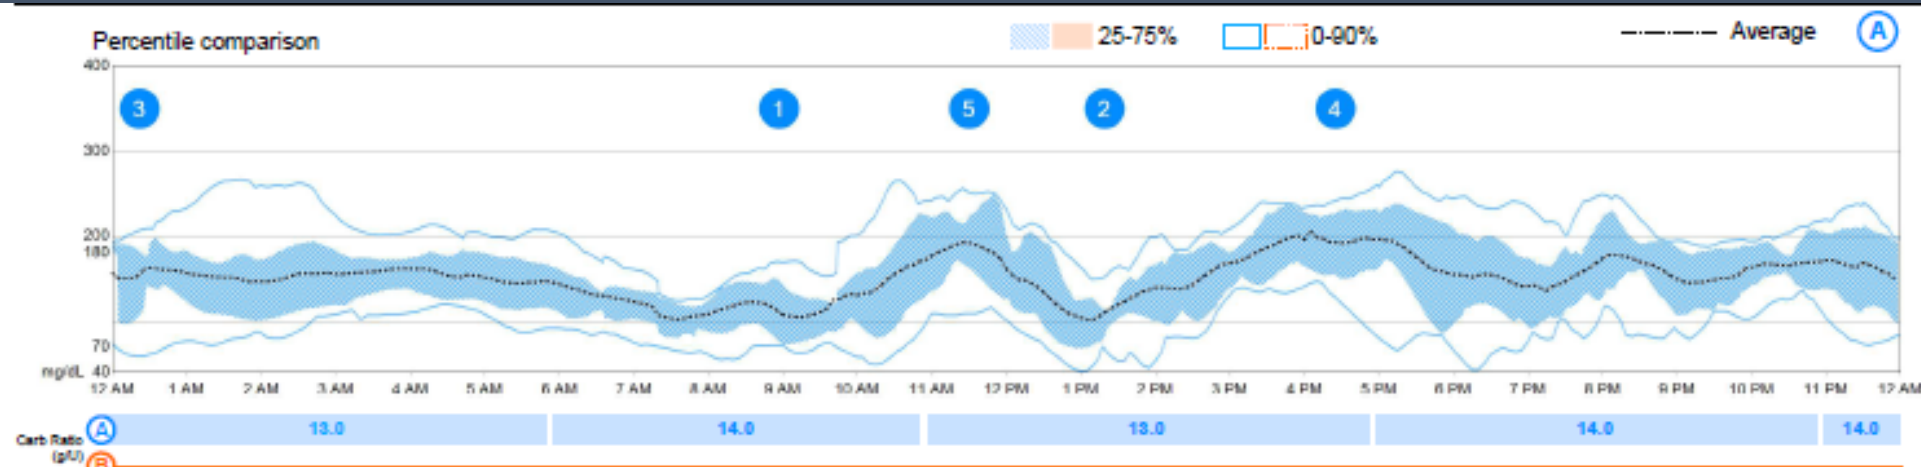 Percentile comparison 25-75% 0-90% Average A
400
3 1 5 2 4
300
200
180
70
mg/dL 40
12 AM 1 AM 2 AM 3 AM 4 AM 5 AM 6 AM 7 AM 8 AM 9 AM 10 AM 11 AM 12 PM 1 PM 2 PM 3 PM 4 PM 5 PM 6 PM 7 PM 8 PM 9 PM 10 PM 11 PM 12 AM
Carb Ratio A 13.0 14.0 13.0 14.0 14.0
(g/U) B